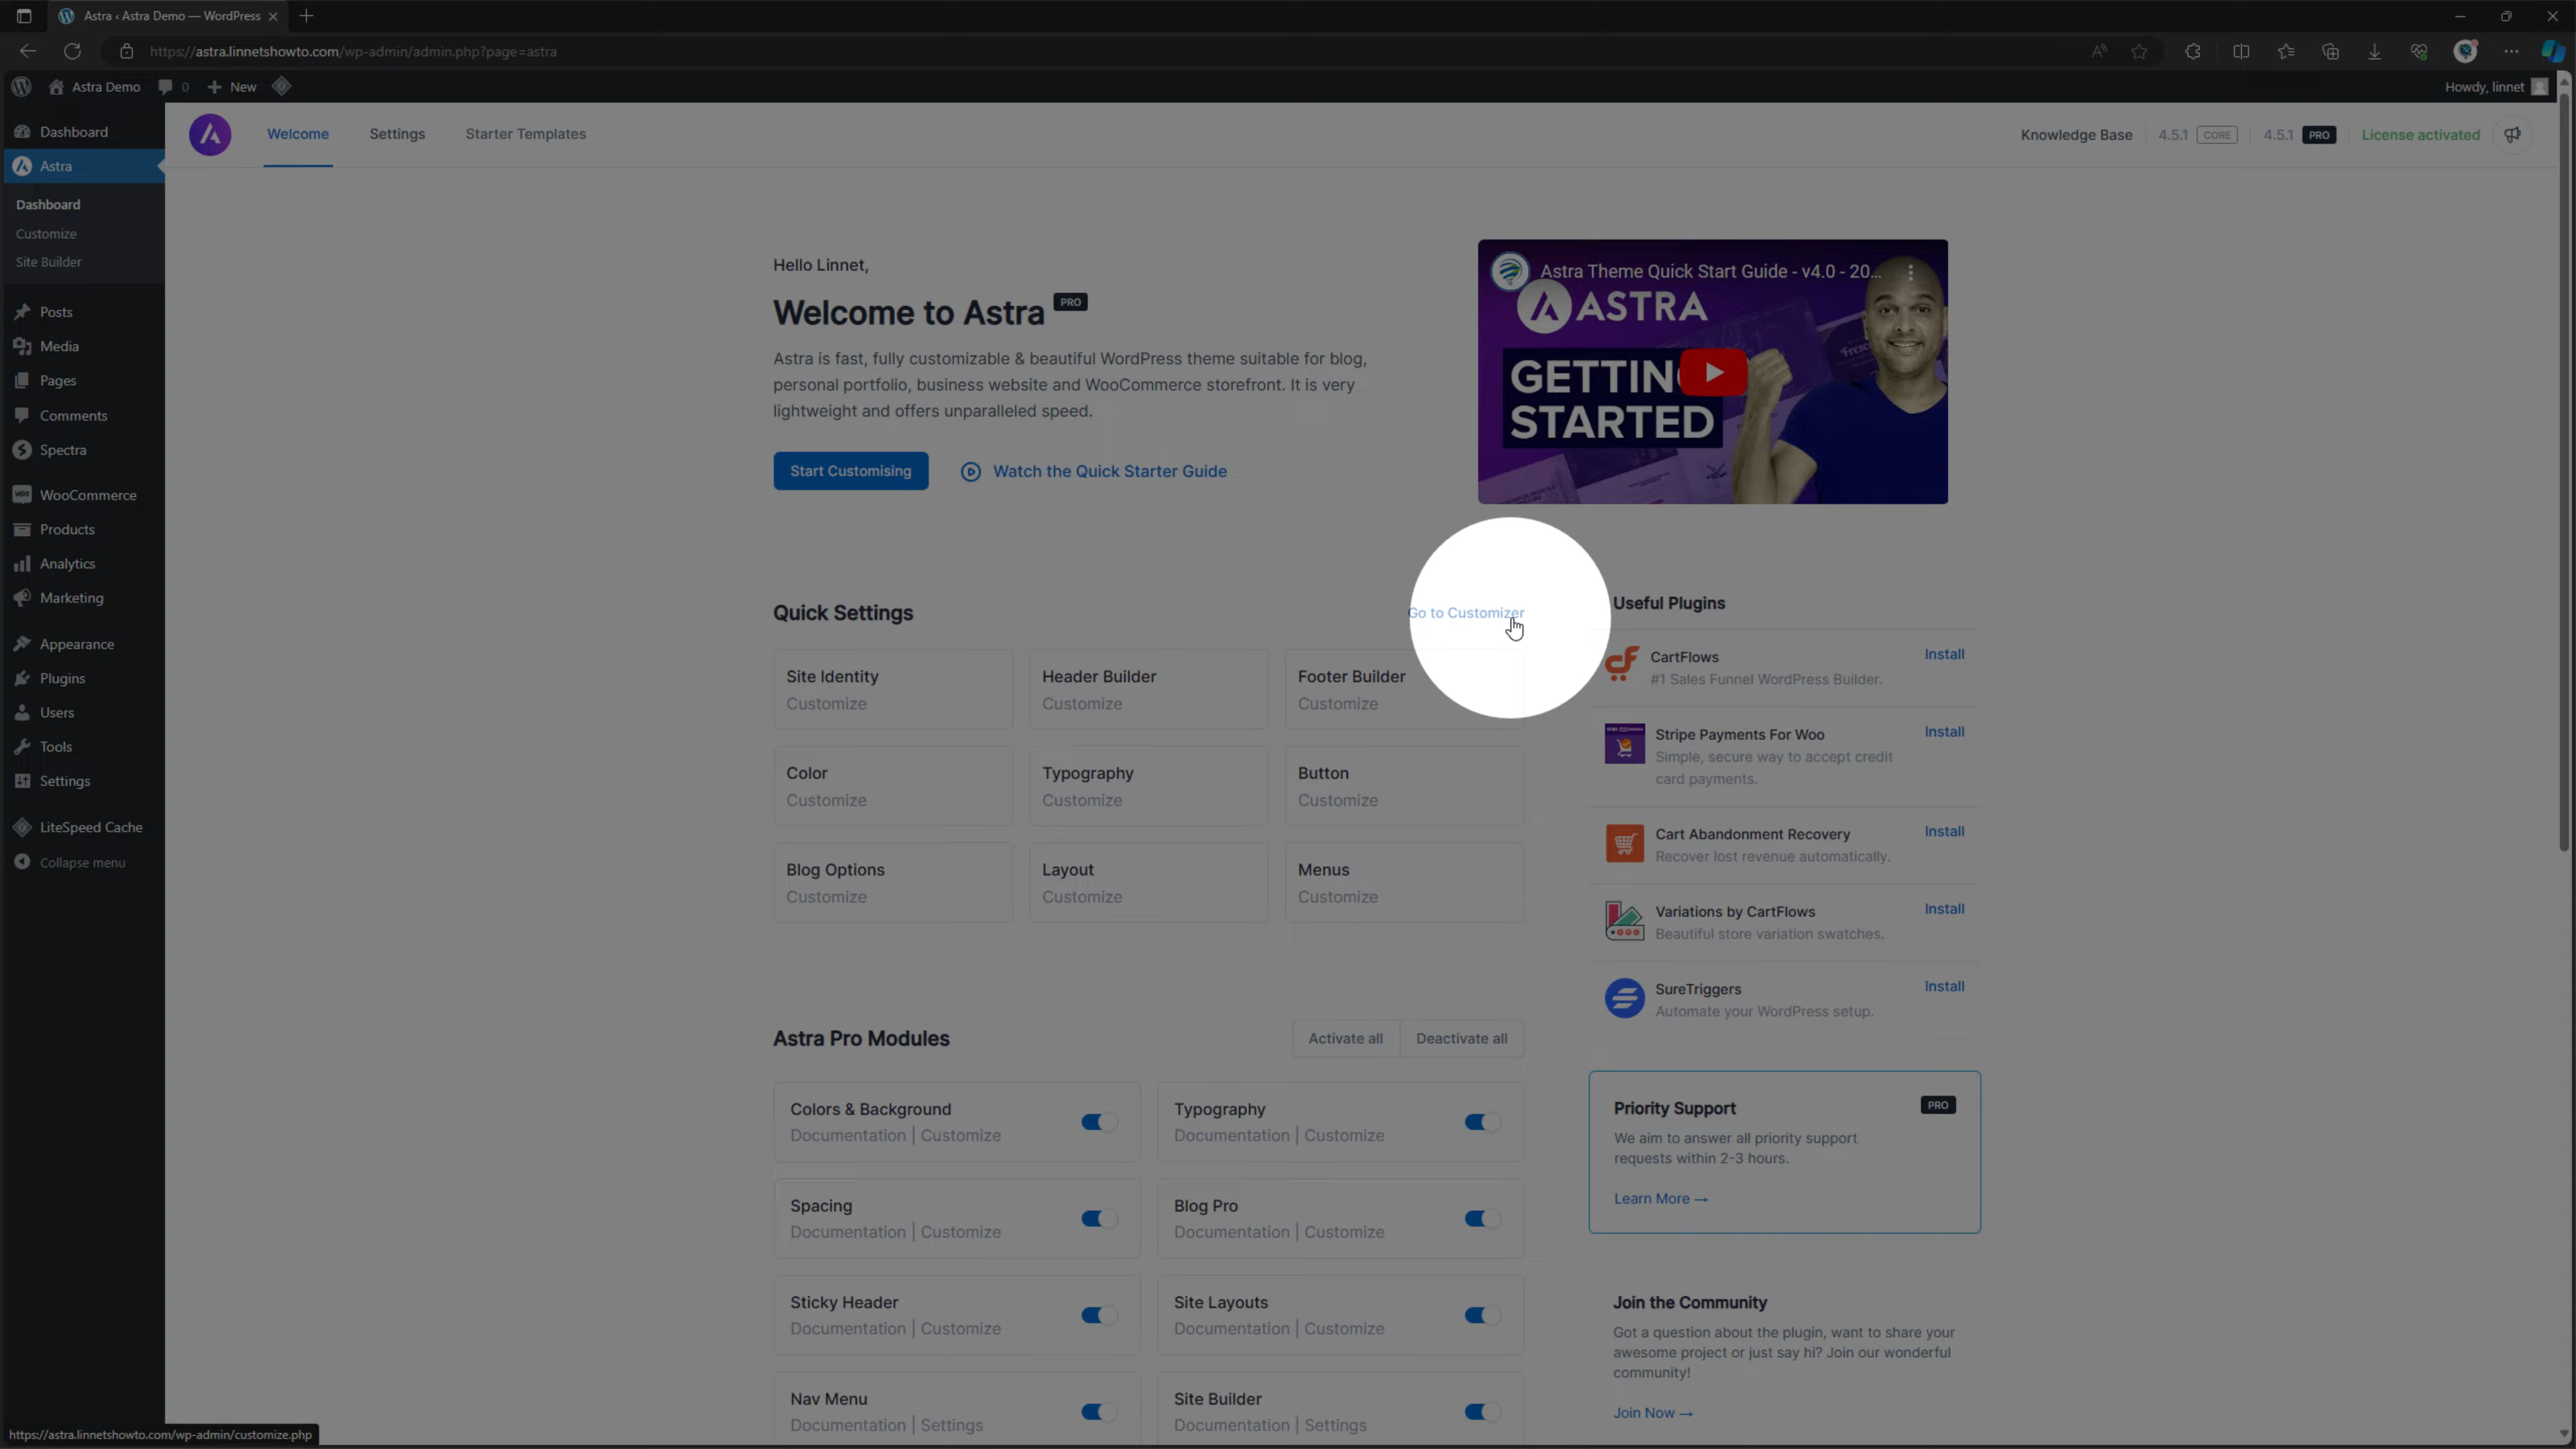 Astra ‹ Astra Demo — WordPress
https://astra.linnetshowto.com/wp-admin/admin.php?page=astra
Astra Demo 0 New Howdy, linnet
Dashboard
Astra
Dashboard
Customize
Site Builder
Posts
Media
Pages
Comments
Spectra
WooCommerce
Products
Analytics
Marketing
Appearance
Plugins
Users
Tools
Settings
LiteSpeed Cache
Collapse menu
Welcome Settings Starter Templates
Knowledge Base 4.5.1 CORE 4.5.1 PRO License activated
Hello Linnet,
Welcome to Astra PRO
Astra is fast, fully customizable & beautiful WordPress theme suitable for blog,
personal portfolio, business website and WooCommerce storefront. It is very
lightweight and offers unparalleled speed.
Start Customising Watch the Quick Starter Guide
Astra Theme Quick Start Guide - v4.0 - 20...
ASTRA
GETTIN
STARTED
Quick Settings Go to Customizer
Site Identity
Customize
Header Builder
Customize
Footer Builder
Customize
Color
Customize
Typography
Customize
Button
Customize
Blog Options
Customize
Layout
Customize
Menus
Customize
Useful Plugins
CartFlows Install
#1 Sales Funnel WordPress Builder.
Stripe Payments For Woo Install
Simple, secure way to accept credit
card payments.
Cart Abandonment Recovery Install
Recover lost revenue automatically.
Variations by CartFlows Install
Beautiful store variation swatches.
SureTriggers Install
Automate your WordPress setup.
Astra Pro Modules Activate all Deactivate all
Colors & Background
Documentation | Customize
Typography
Documentation | Customize
Spacing
Documentation | Customize
Blog Pro
Documentation | Customize
Sticky Header
Documentation | Customize
Site Layouts
Documentation | Customize
Nav Menu
Documentation | Settings
Site Builder
Documentation | Settings
Priority Support PRO
We aim to answer all priority support
requests within 2-3 hours.
Learn More →
Join the Community
Got a question about the plugin, want to share your
awesome project or just say hi? Join our wonderful
community!
Join Now →
https://astra.linnetshowto.com/wp-admin/customize.php